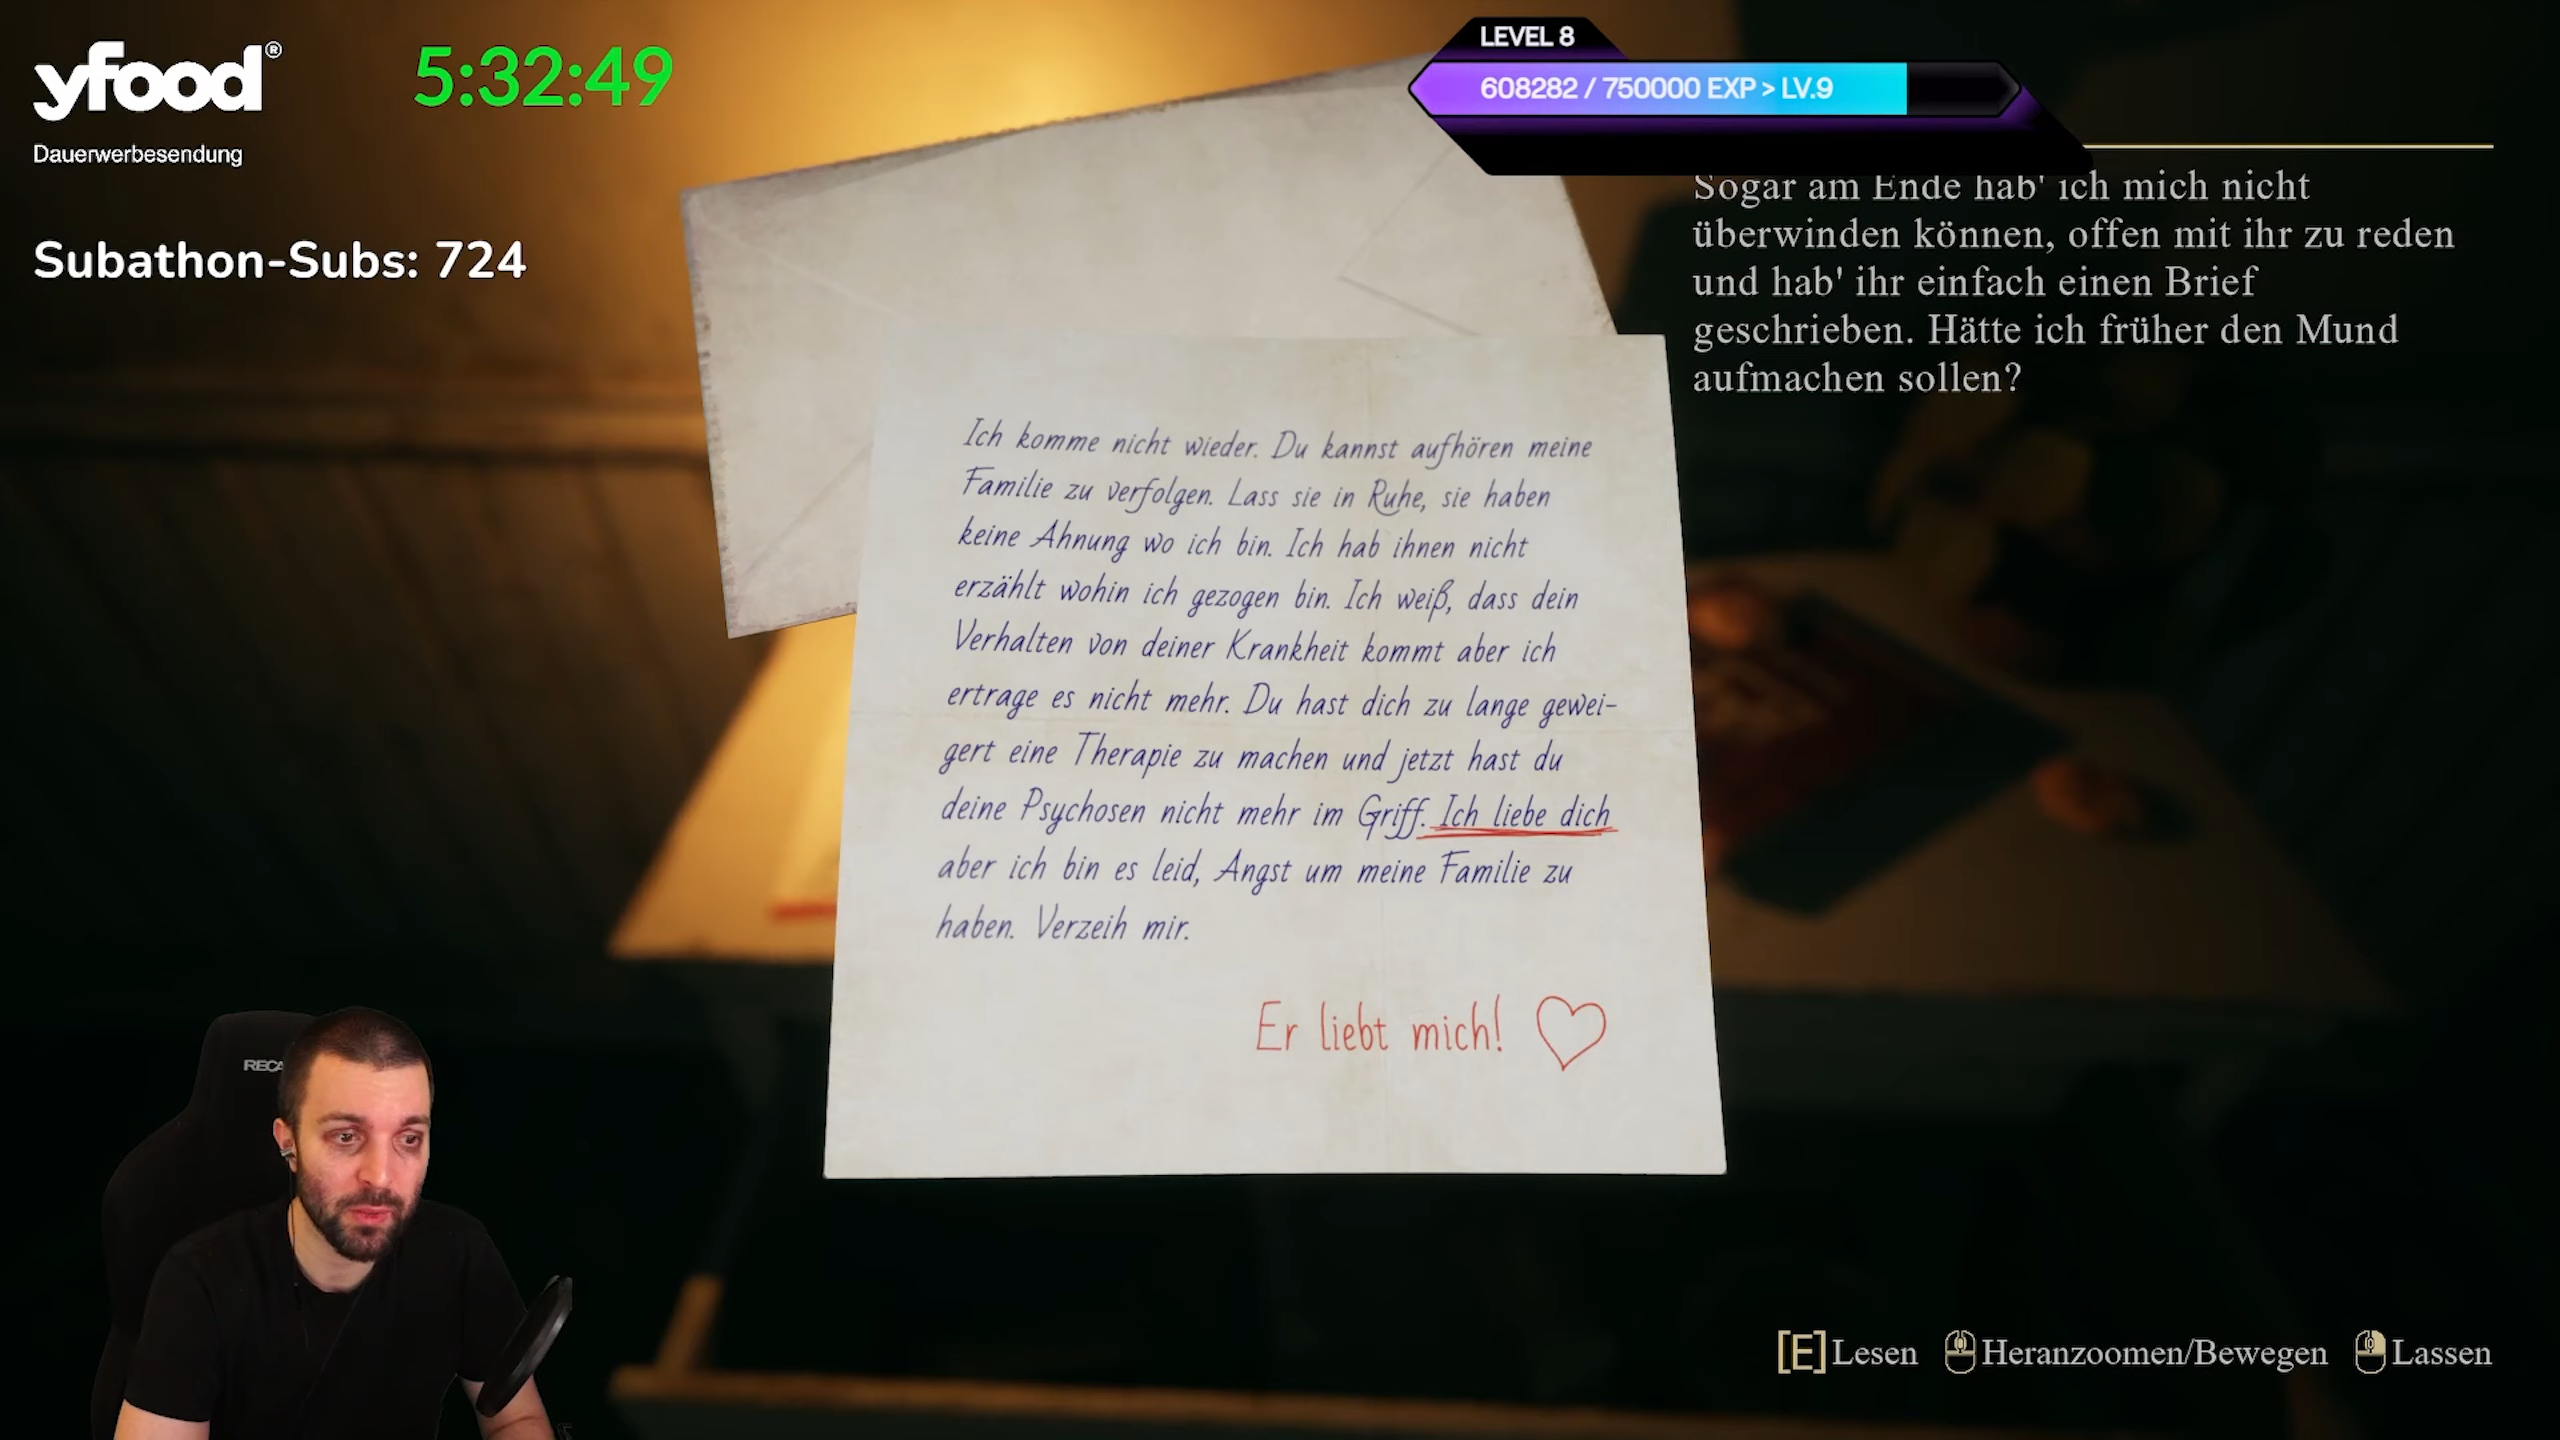 yfood®
Dauerwerbesendung
5:32:49
Subathon-Subs: 724
LEVEL 8
608282 / 750000 EXP > LV.9
Sogar am Ende hab' ich mich nicht
überwinden können, offen mit ihr zu reden
und hab' ihr einfach einen Brief
geschrieben. Hätte ich früher den Mund
aufmachen sollen?
Ich komme nicht wieder. Du kannst aufhören meine
Familie zu verfolgen. Lass sie in Ruhe, sie haben
keine Ahnung wo ich bin. Ich hab ihnen nicht
erzählt wohin ich gezogen bin. Ich weiß, dass dein
Verhalten von deiner Krankheit kommt aber ich
ertrage es nicht mehr. Du hast dich zu lange gewei-
gert eine Therapie zu machen und jetzt hast du
deine Psychosen nicht mehr im Griff. Ich liebe dich
aber ich bin es leid, Angst um meine Familie zu
haben. Verzeih mir.
Er liebt mich!
[E] Lesen Heranzoomen/Bewegen Lassen